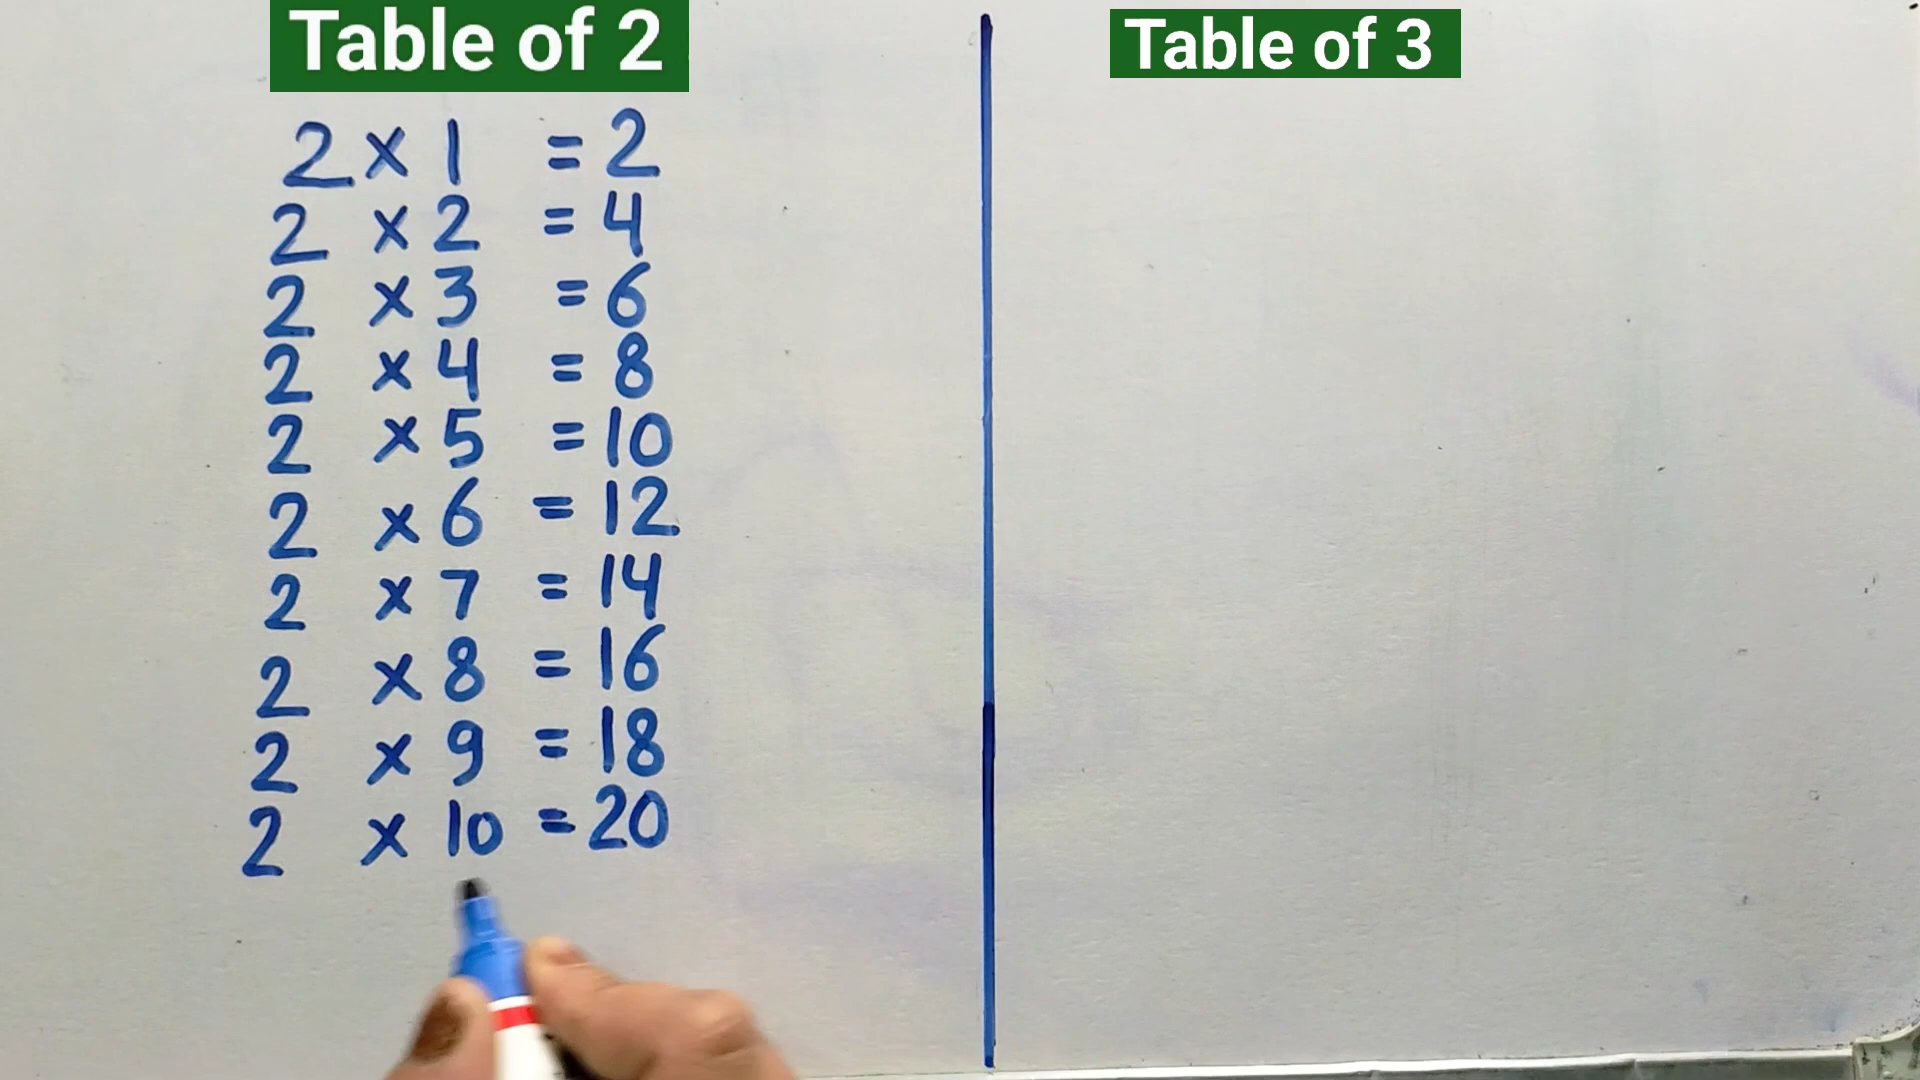 Table of 2
2 × 1 = 2
2 × 2 = 4
2 × 3 = 6
2 × 4 = 8
2 × 5 = 10
2 × 6 = 12
2 × 7 = 14
2 × 8 = 16
2 × 9 = 18
2 × 10 = 20
Table of 3